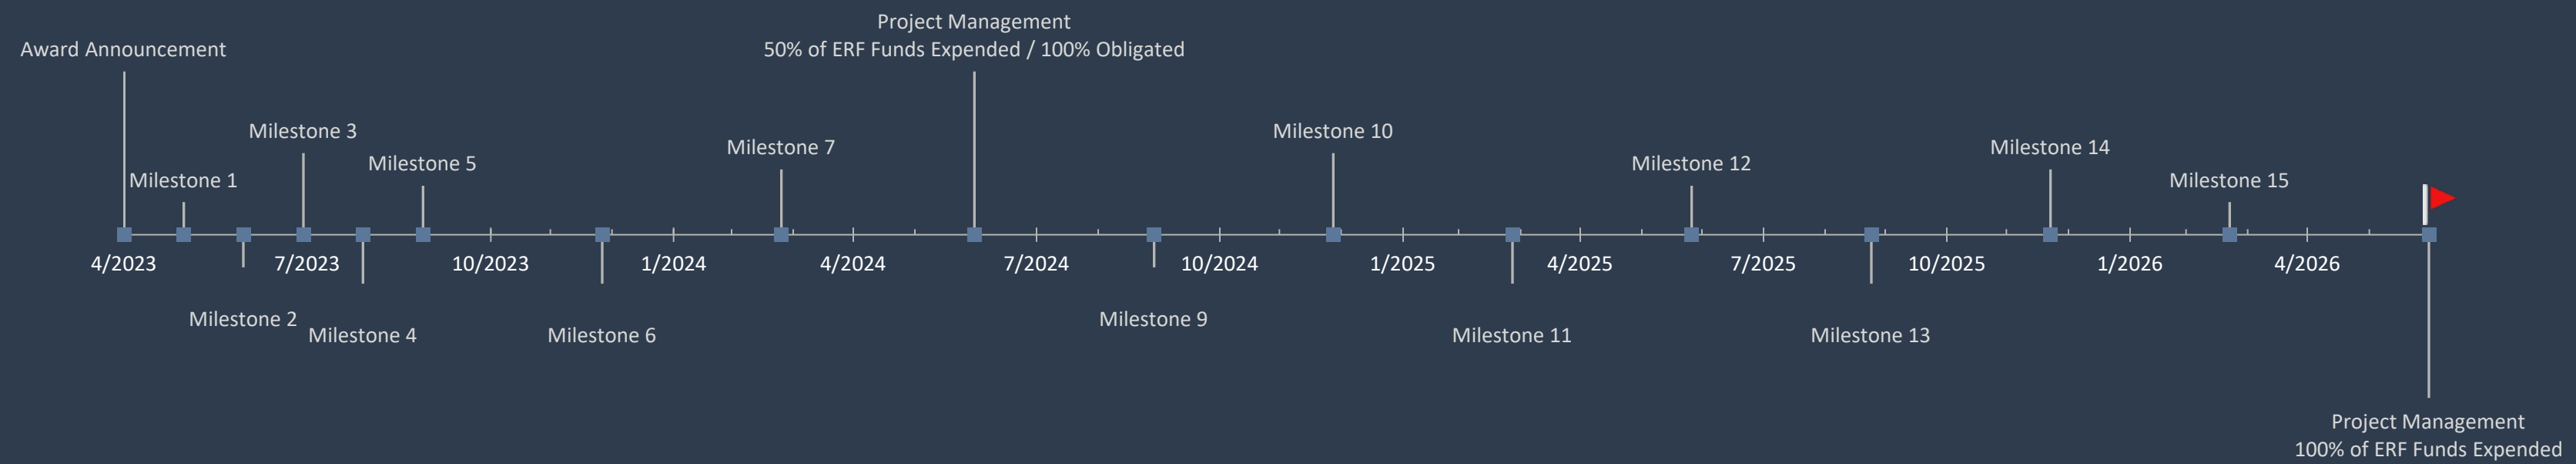 Project Management
50% of ERF Funds Expended / 100% Obligated
Award Announcement
Milestone 3
Milestone 10
Milestone 7
Milestone 14
Milestone 5
Milestone 12
Milestone 1
Milestone 15
4/2023
7/2023
10/2023
1/2024
4/2024
7/2024
10/2024
1/2025
4/2025
7/2025
10/2025
1/2026
4/2026
Milestone 2
Milestone 9
Milestone 4
Milestone 6
Milestone 11
Milestone 13
Project Management
100% of ERF Funds Expended